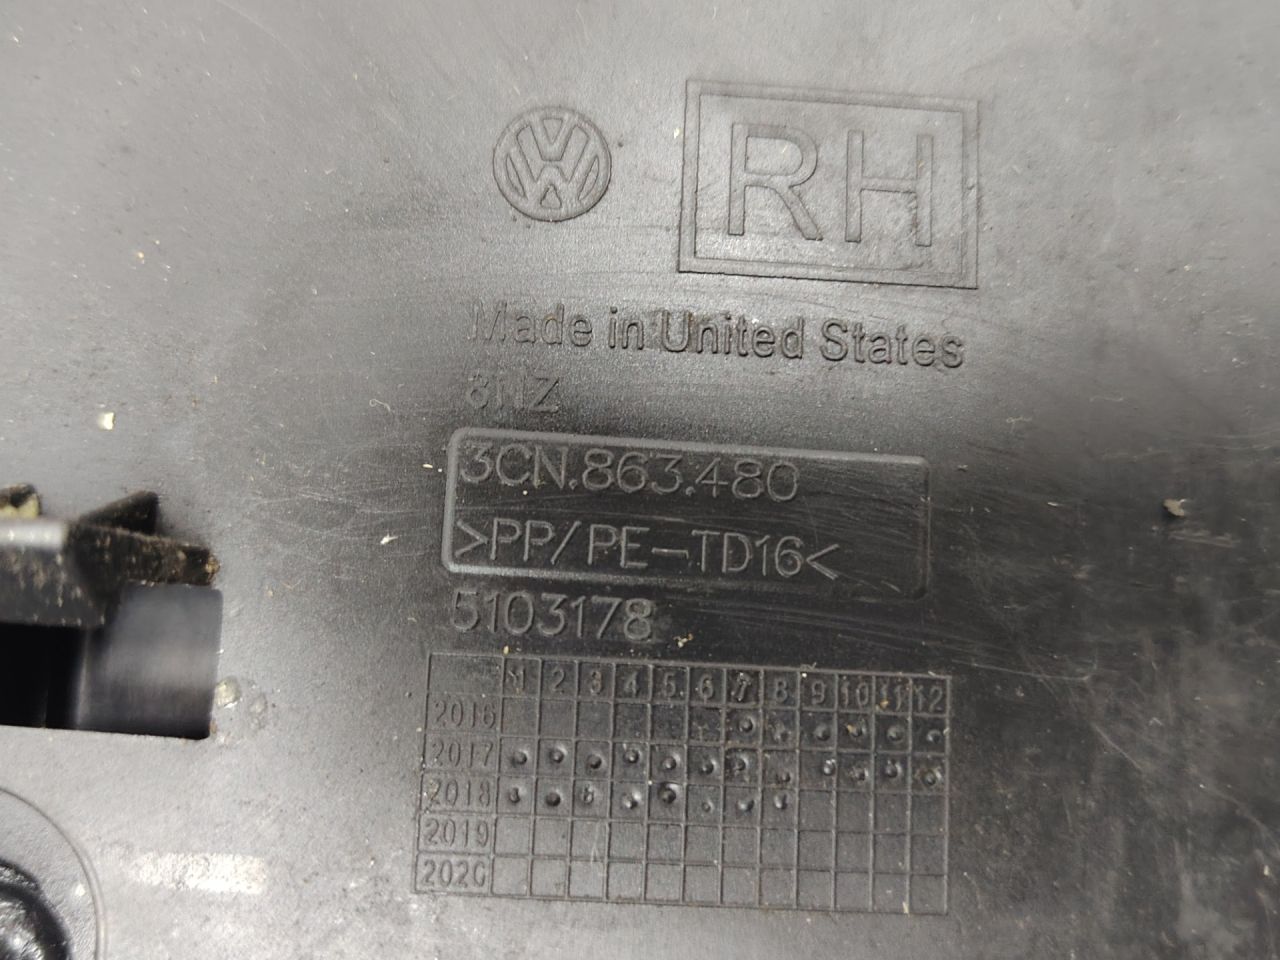 RH
Made in United States
8NZ
3CN.863.480
>PP/PE-TD16<
5103178
1 2 3 4 5 6 7 8 9 10 11 12
2016
2017
2018
2019
2020